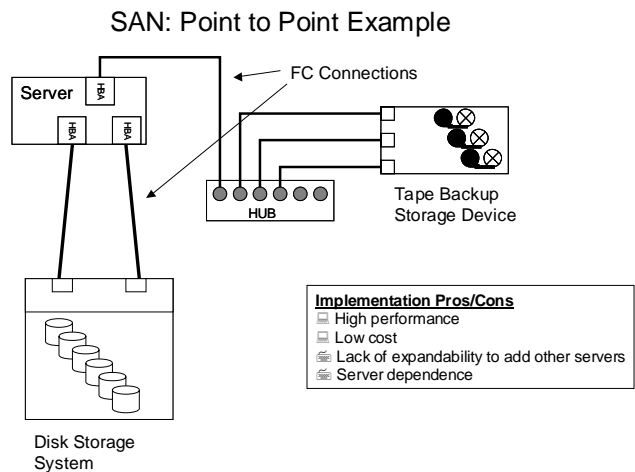 SAN: Point to Point Example
FC Connections
Server
HBA
HBA
HBA
HUB
Tape Backup
Storage Device
Implementation Pros/Cons
High performance
Low cost
Lack of expandability to add other servers
Server dependence
Disk Storage
System